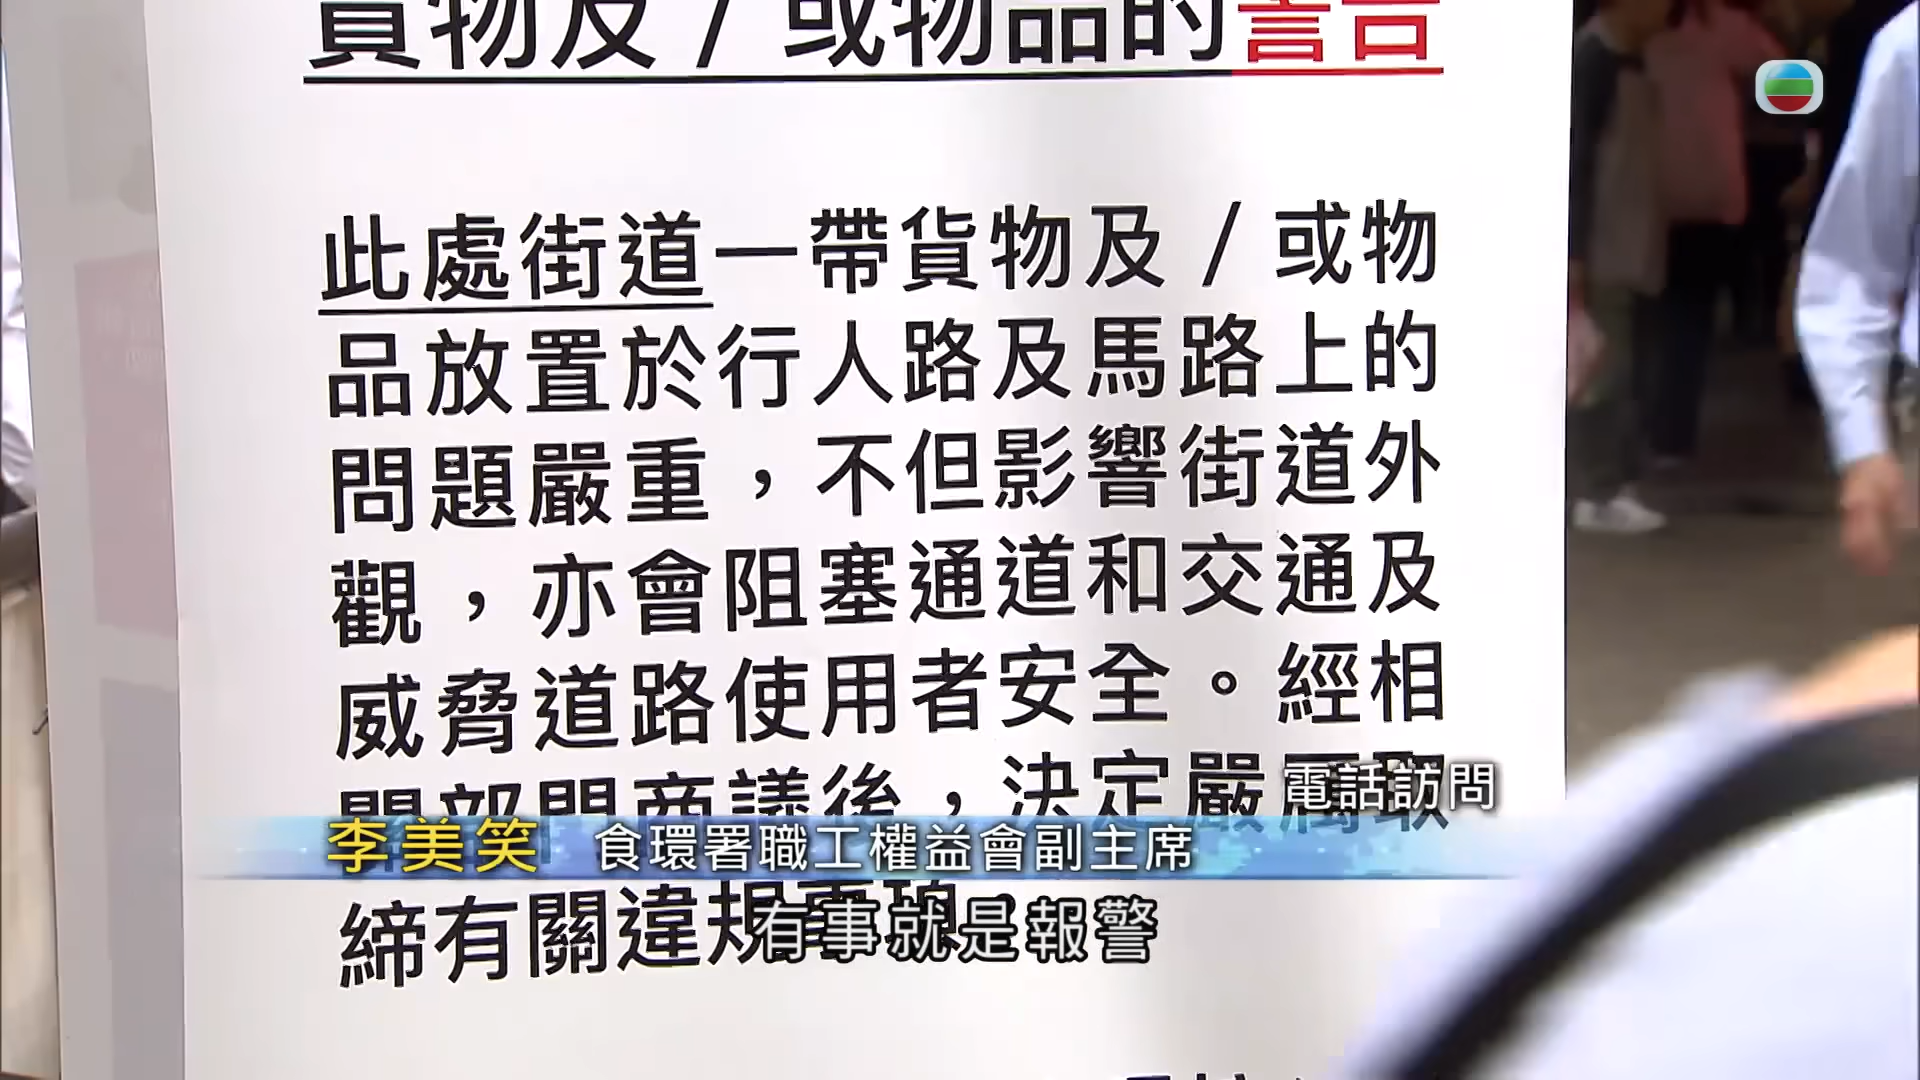 貨物及/或物品的警告
此處街道一帶貨物及/或物
品放置於行人路及馬路上的
問題嚴重，不但影響街道外
觀，亦會阻塞通道和交通及
威脅道路使用者安全。經相
關部門商議後，決定嚴厲取
電話訪問
李美笑 食環署職工權益會副主席
締有關違規事項。
有事就是報警